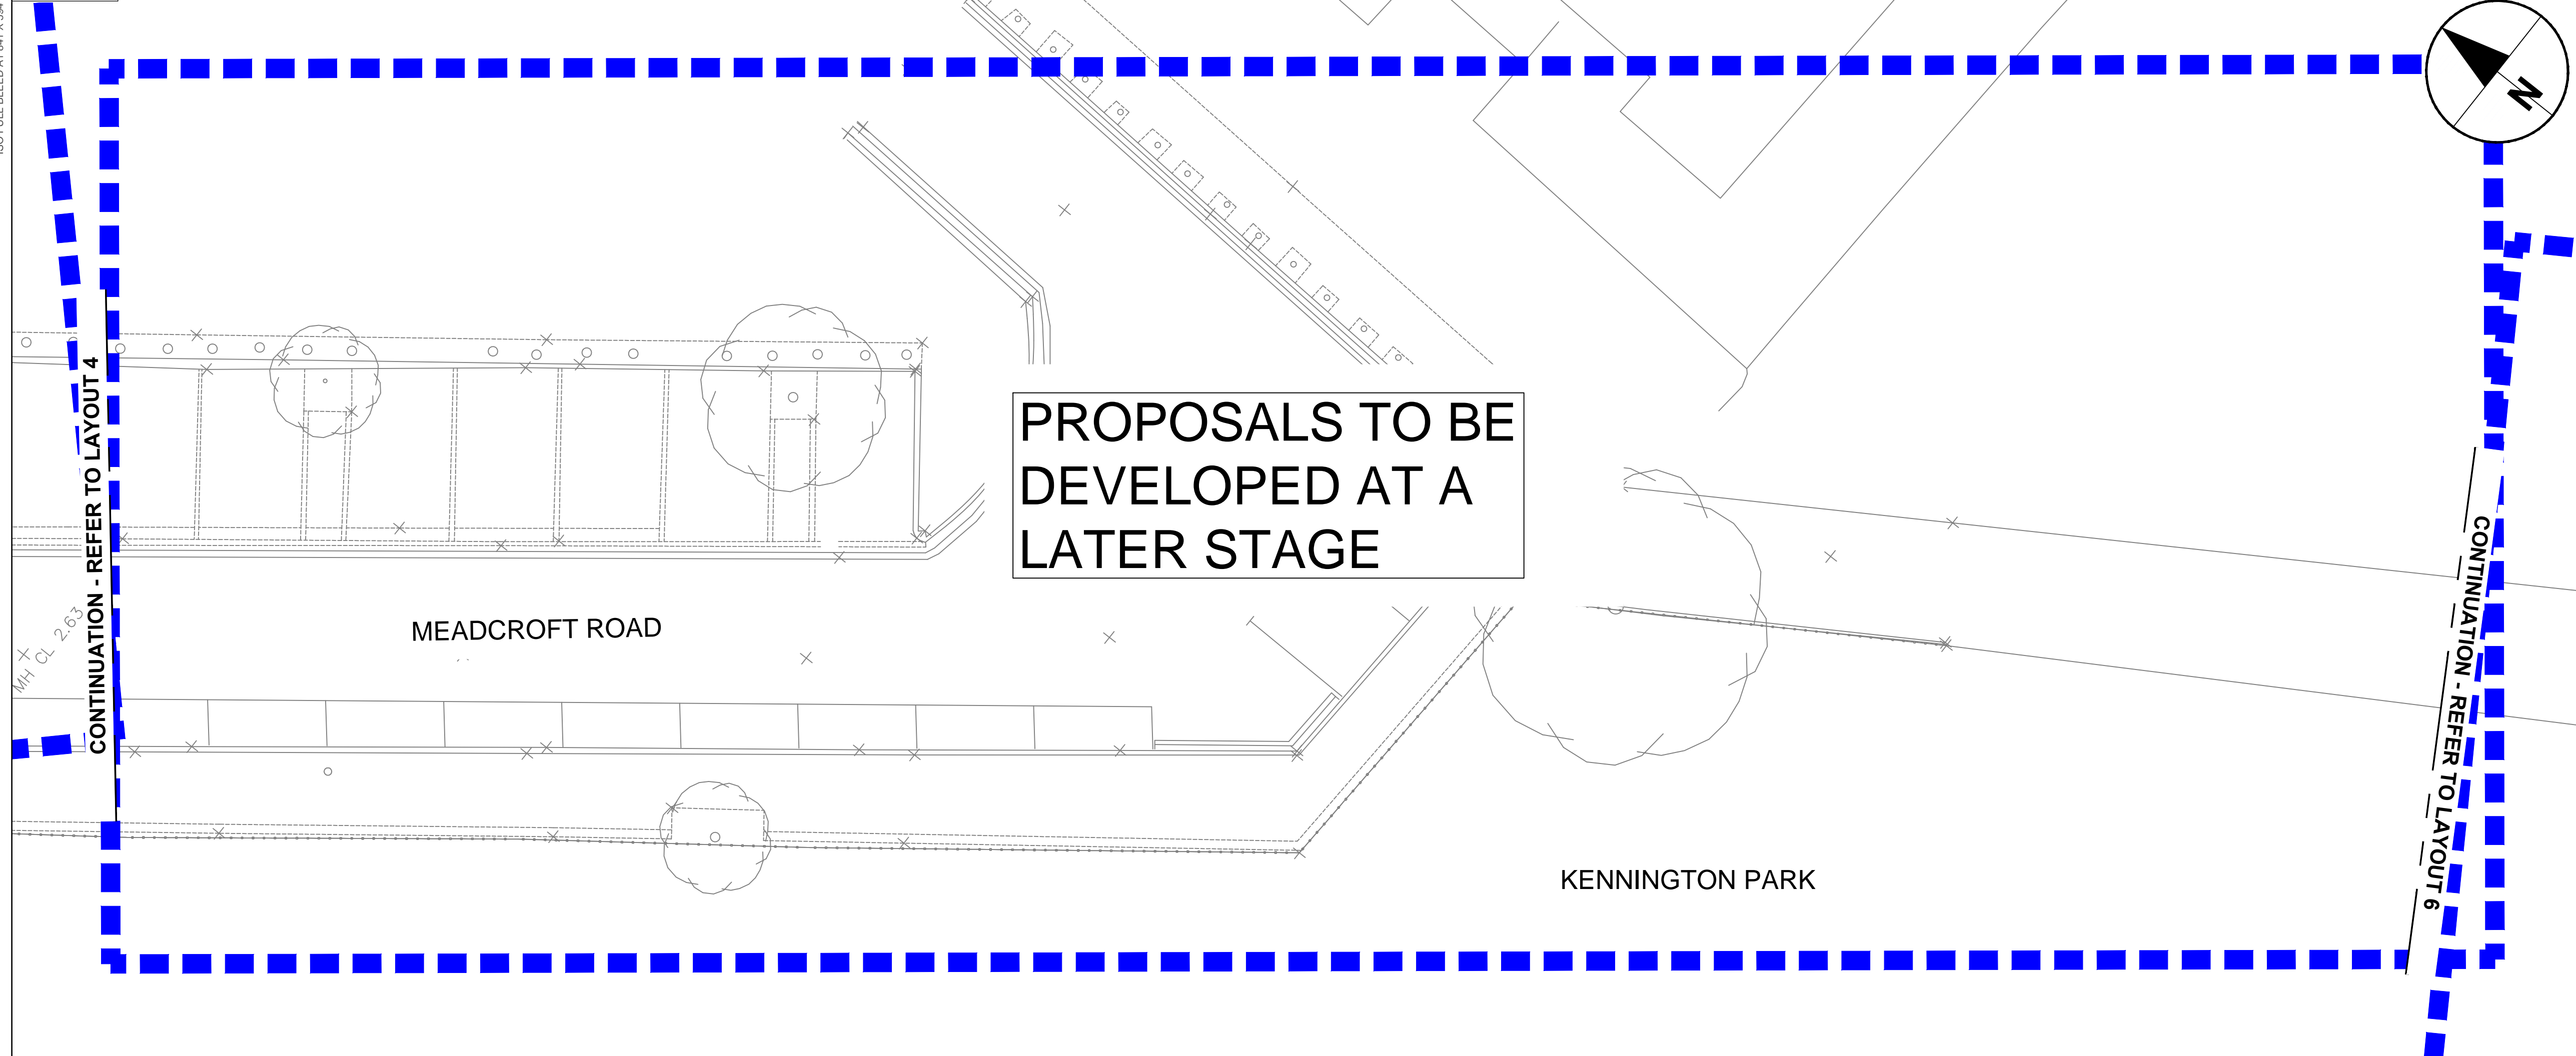 N
PROPOSALS TO BE
DEVELOPED AT A
LATER STAGE
CONTINUATION - REFER TO LAYOUT 4
MH CL 2.63
MEADCROFT ROAD
KENNINGTON PARK
CONTINUATION - REFER TO LAYOUT 6